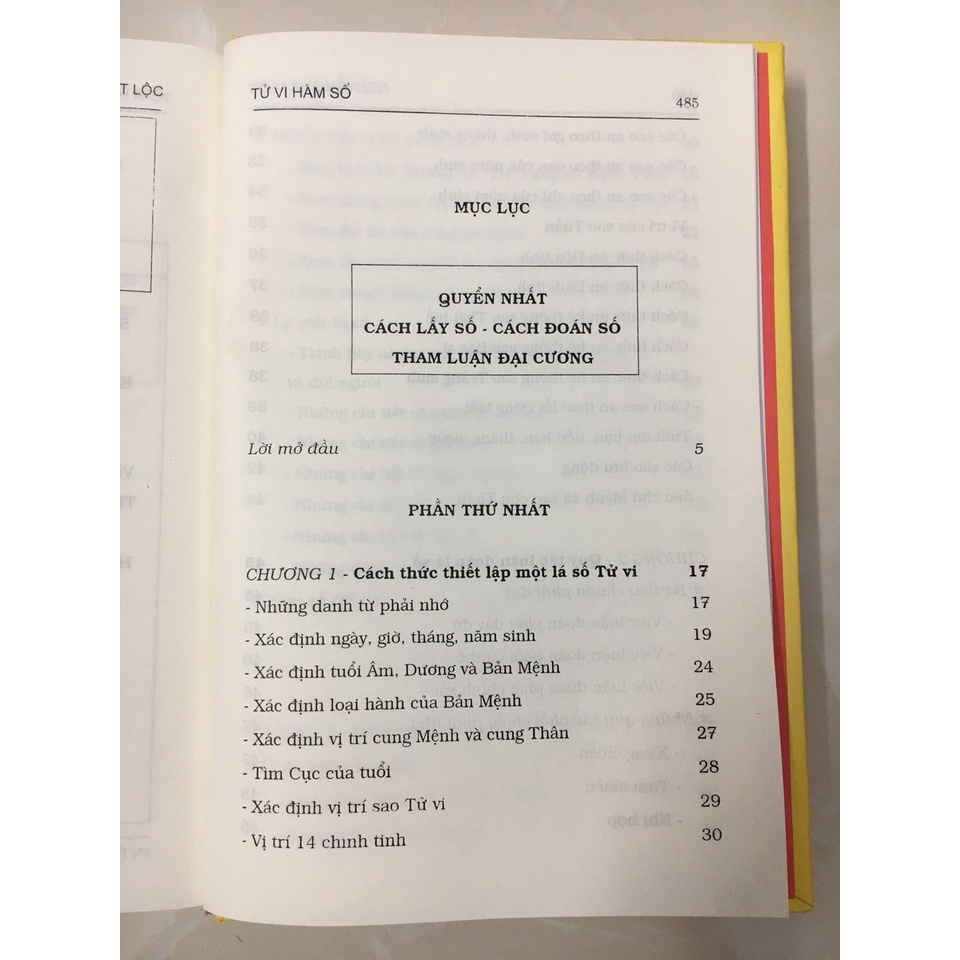 T LỘC
TỬ VI HÀM SỐ
485
MỤC LỤC
QUYỂN NHẤT
CÁCH LẤY SỐ - CÁCH ĐOÁN SỐ
THAM LUẬN ĐẠI CƯƠNG
Lời mở đầu 5
PHẦN THỨ NHẤT
CHƯƠNG 1 - Cách thức thiết lập một lá số Tử vi 17
- Những danh từ phải nhớ 17
- Xác định ngày, giờ, tháng, năm sinh 19
- Xác định tuổi Âm, Dương và Bản Mệnh 24
- Xác định loại hành của Bản Mệnh 25
- Xác định vị trí cung Mệnh và cung Thân 27
- Tìm Cục của tuổi 28
- Xác định vị trí sao Tử vi 29
- Vị trí 14 chính tinh 30